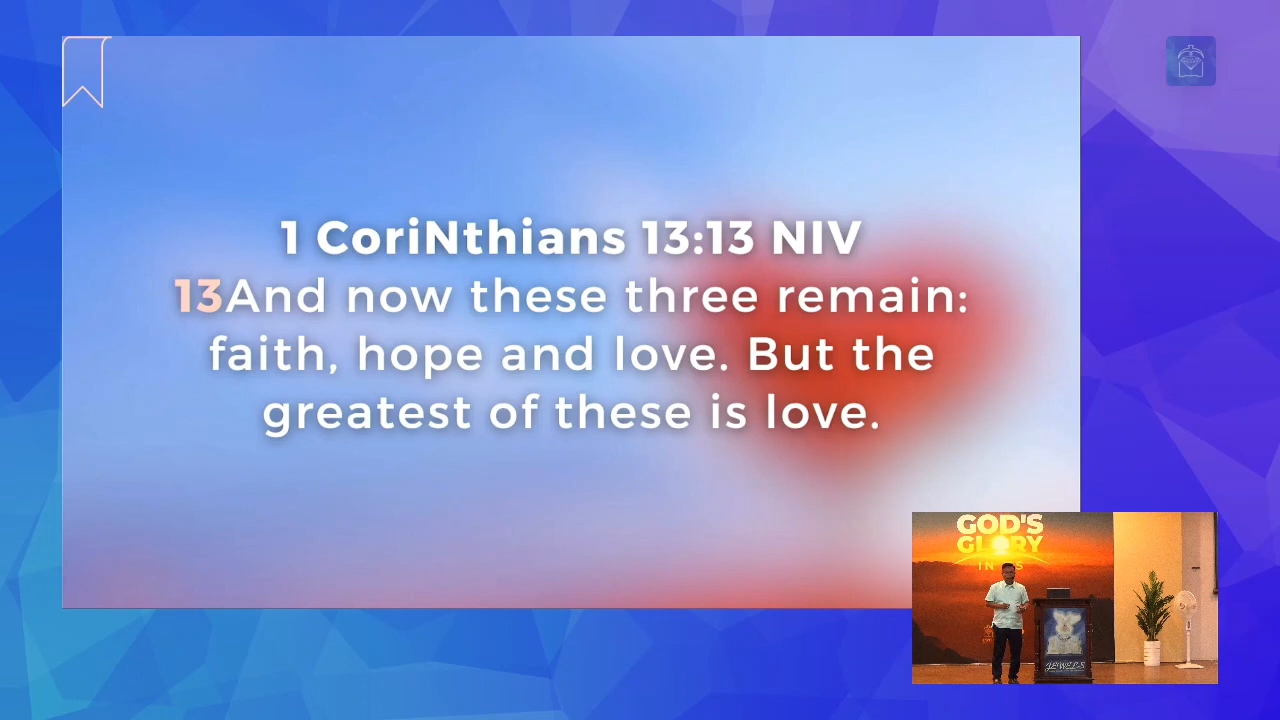 1 CoriNthians 13:13 NIV
13And now these three remain:
faith, hope and love. But the
greatest of these is love.
GOD'S
GLORY
JEWELS